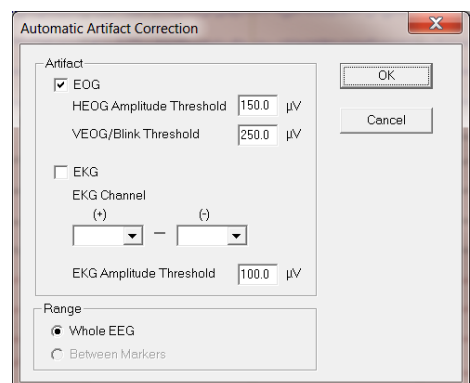 Automatic Artifact Correction
Artifact
EOG
HEOG Amplitude Threshold 150.0 µV
VEOG/Blink Threshold 250.0 µV
EKG
EKG Channel
(+) (-)
—
EKG Amplitude Threshold 100.0 µV
Range
Whole EEG
Between Markers
OK
Cancel